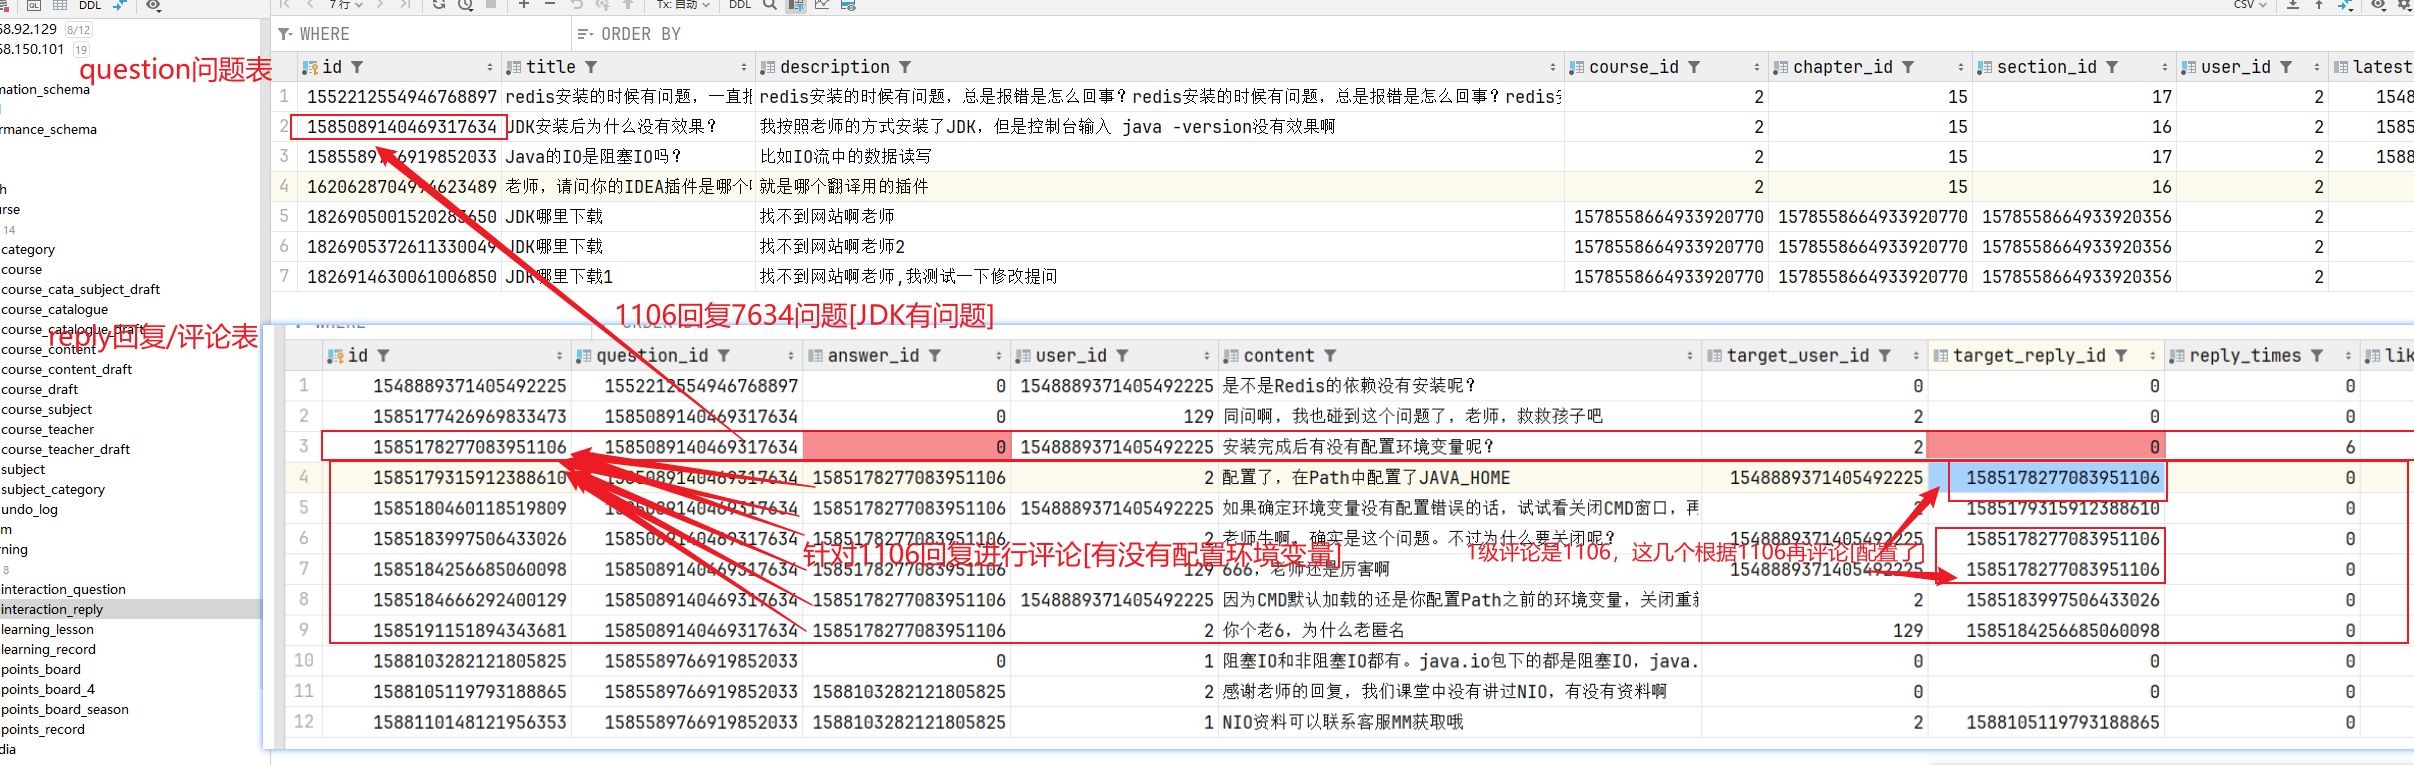 7 行
Tx: 自动
DDL
CSV
DDL
58.92.129 8/12
58.150.101 19
question问题表
mation_schema
rmance_schema
h
rse
14
category
course
course_cata_subject_draft
course_catalogue
course_catalogue_draft
reply回复/评论表
course_content
course_content_draft
course_draft
course_subject
course_teacher
course_teacher_draft
subject
subject_category
undo_log
m
rning
8
interaction_question
interaction_reply
learning_lesson
learning_record
points_board
points_board_4
points_board_season
points_record
dia
WHERE ORDER BY
id title description course_id chapter_id section_id user_id latest
1 1552212554946768897 redis安装的时候有问题，一直报 redis安装的时候有问题，总是报错是怎么回事？redis安装的时候有问题，总是报错是怎么回事？redis安 2 15 17 2 1548
2 1585089140469317634 JDK安装后为什么没有效果？ 我按照老师的方式安装了JDK，但是控制台输入 java -version没有效果啊 2 15 16 2 1585
3 1585589766919852033 Java的IO是阻塞IO吗？ 比如IO流中的数据读写 2 15 17 2 1588
4 1620628704974623489 老师，请问你的IDEA插件是哪个 就是哪个翻译用的插件 2 15 16 2
5 1826905001520283650 JDK哪里下载 找不到网站啊老师 1578558664933920770 1578558664933920770 1578558664933920356 2
6 1826905372611330049 JDK哪里下载 找不到网站啊老师2 1578558664933920770 1578558664933920770 1578558664933920356 2
7 1826914630061006850 JDK哪里下载1 找不到网站啊老师,我测试一下修改提问 1578558664933920770 1578558664933920770 1578558664933920356 2
1106回复7634问题[JDK有问题]
WHERE ORDER BY
id question_id answer_id user_id content target_user_id target_reply_id reply_times lik
1 1548889371405492225 1552212554946768897 0 1548889371405492225 是不是Redis的依赖没有安装呢？ 0 0 0
2 1585177426969833473 1585089140469317634 0 129 同问啊，我也碰到这个问题了，老师，救救孩子吧 2 0 0
3 1585178277083951106 1585089140469317634 0 1548889371405492225 安装完成后有没有配置环境变量呢？ 2 0 6
4 1585179315912388610 1585089140469317634 1585178277083951106 2 配置了，在Path中配置了JAVA_HOME 1548889371405492225 1585178277083951106 0
5 1585180460118519809 1585089140469317634 1585178277083951106 1548889371405492225 如果确定环境变量没有配置错误的话，试试看关闭CMD窗口，再 2 1585179315912388610 0
6 1585183997506433026 1585089140469317634 1585178277083951106 2 老师牛啊，确实是这个问题。不过为什么要关闭呢？ 1548889371405492225 1585178277083951106 0
针对1106回复进行评论[有没有配置环境变量]
1级评论是1106，这几个根据1106再评论[配置了]
7 1585184256685060098 1585089140469317634 1585178277083951106 129 666，老师还是厉害啊 1548889371405492225 1585178277083951106 0
8 1585184666292400129 1585089140469317634 1585178277083951106 1548889371405492225 因为CMD默认加载的还是你配置Path之前的环境变量，关闭重新 2 1585183997506433026 0
9 1585191151894343681 1585089140469317634 1585178277083951106 2 你个老6，为什么老匿名 129 1585184256685060098 0
10 1588103282121805825 1585589766919852033 0 1 阻塞IO和非阻塞IO都有。java.io包下的都是阻塞IO，java. 0 0 0
11 1588105119793188865 1585589766919852033 1588103282121805825 2 感谢老师的回复，我们课堂中没有讲过NIO，有没有资料啊 0 0 0
12 1588110148121956353 1585589766919852033 1588103282121805825 1 NIO资料可以联系客服MM获取哦 2 1588105119793188865 0